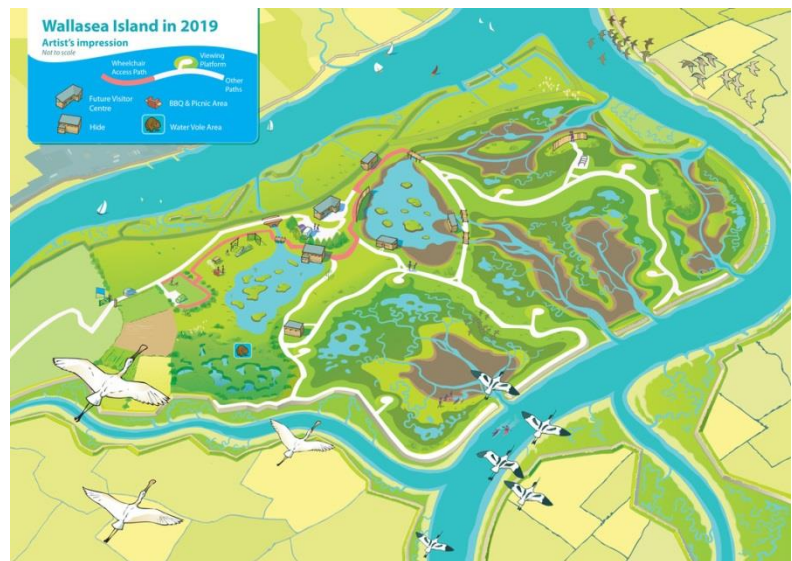 Wallasea Island in 2019
Artist's impression
Not to scale
Wheelchair
Access Path
Viewing
Platform
Other
Paths
Future Visitor
Centre
BBQ & Picnic Area
Hide
Water Vole Area